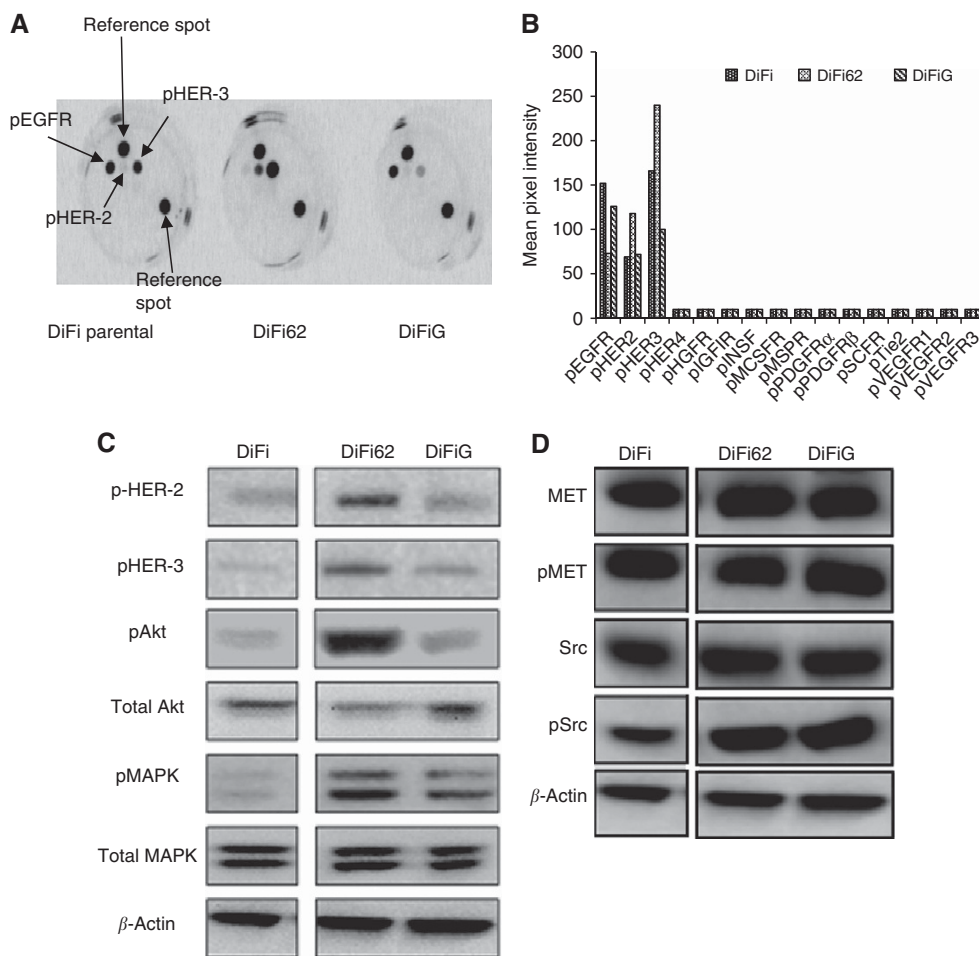 A
Reference spot
pHER-3
pEGFR
pHER-2
Reference
spot
DiFi parental
DiFi62
DiFiG
B
300
250
200
150
100
50
0
Mean pixel intensity
DiFi
DiFi62
DiFiG
pEGFR
pHER2
pHER3
pHER4
pHGFR
pIGFIR
pINSF
pMCSFR
pMSPR
pPDGFRα
pPDGFRβ
pSCFR
pTie2
pVEGFR1
pVEGFR2
pVEGFR3
C
DiFi
DiFi62
DiFiG
p-HER-2
pHER-3
pAkt
Total Akt
pMAPK
Total MAPK
β-Actin
D
DiFi
DiFi62
DiFiG
MET
pMET
Src
pSrc
β-Actin